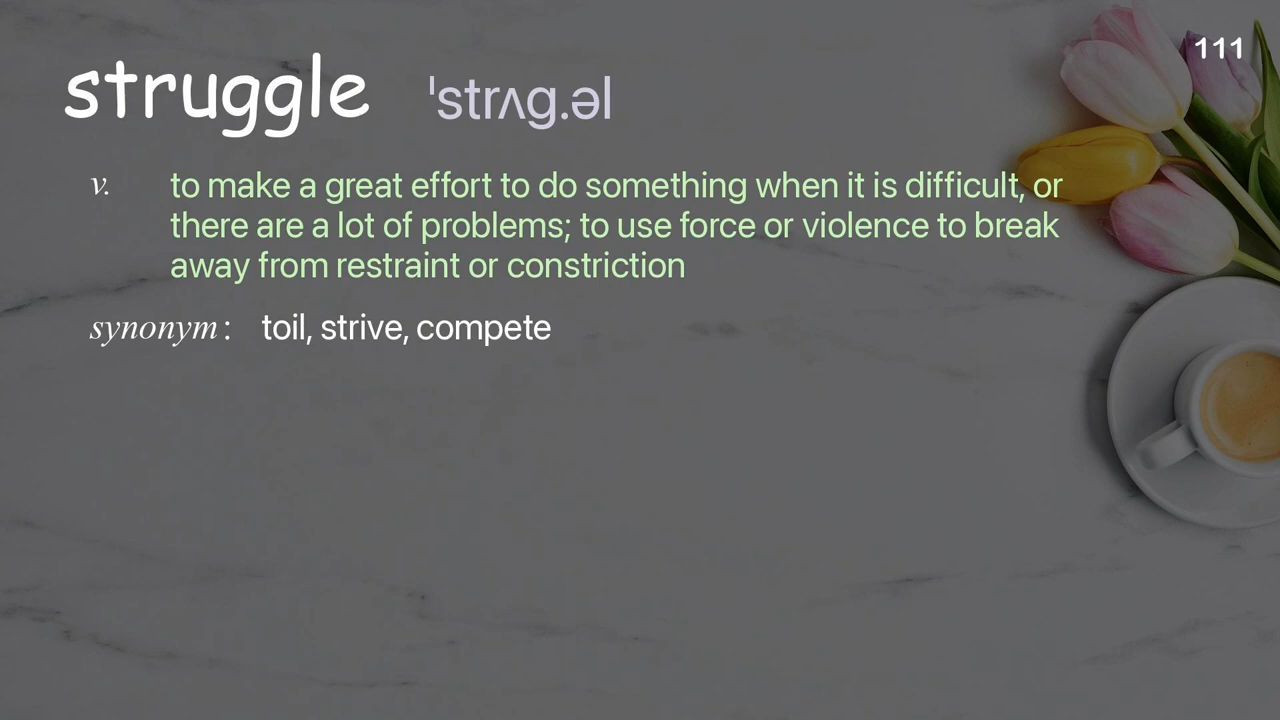 111
struggle ˈstrʌg.əl
v. to make a great effort to do something when it is difficult, or
there are a lot of problems; to use force or violence to break
away from restraint or constriction
synonym : toil, strive, compete